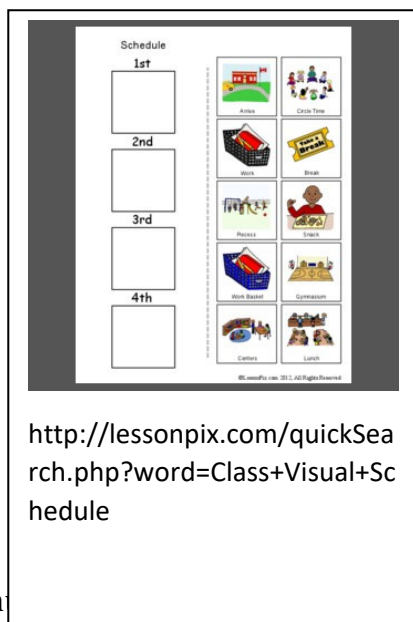 Schedule
1st
2nd
3rd
4th
Arrive
Circle Time
Work
Take a
Break
Break
Recess
Snack
Work Basket
Gymnasium
Centers
Lunch
©LessonPix.com 2012, All Rights Reserved
http://lessonpix.com/quickSea
rch.php?word=Class+Visual+Sc
hedule